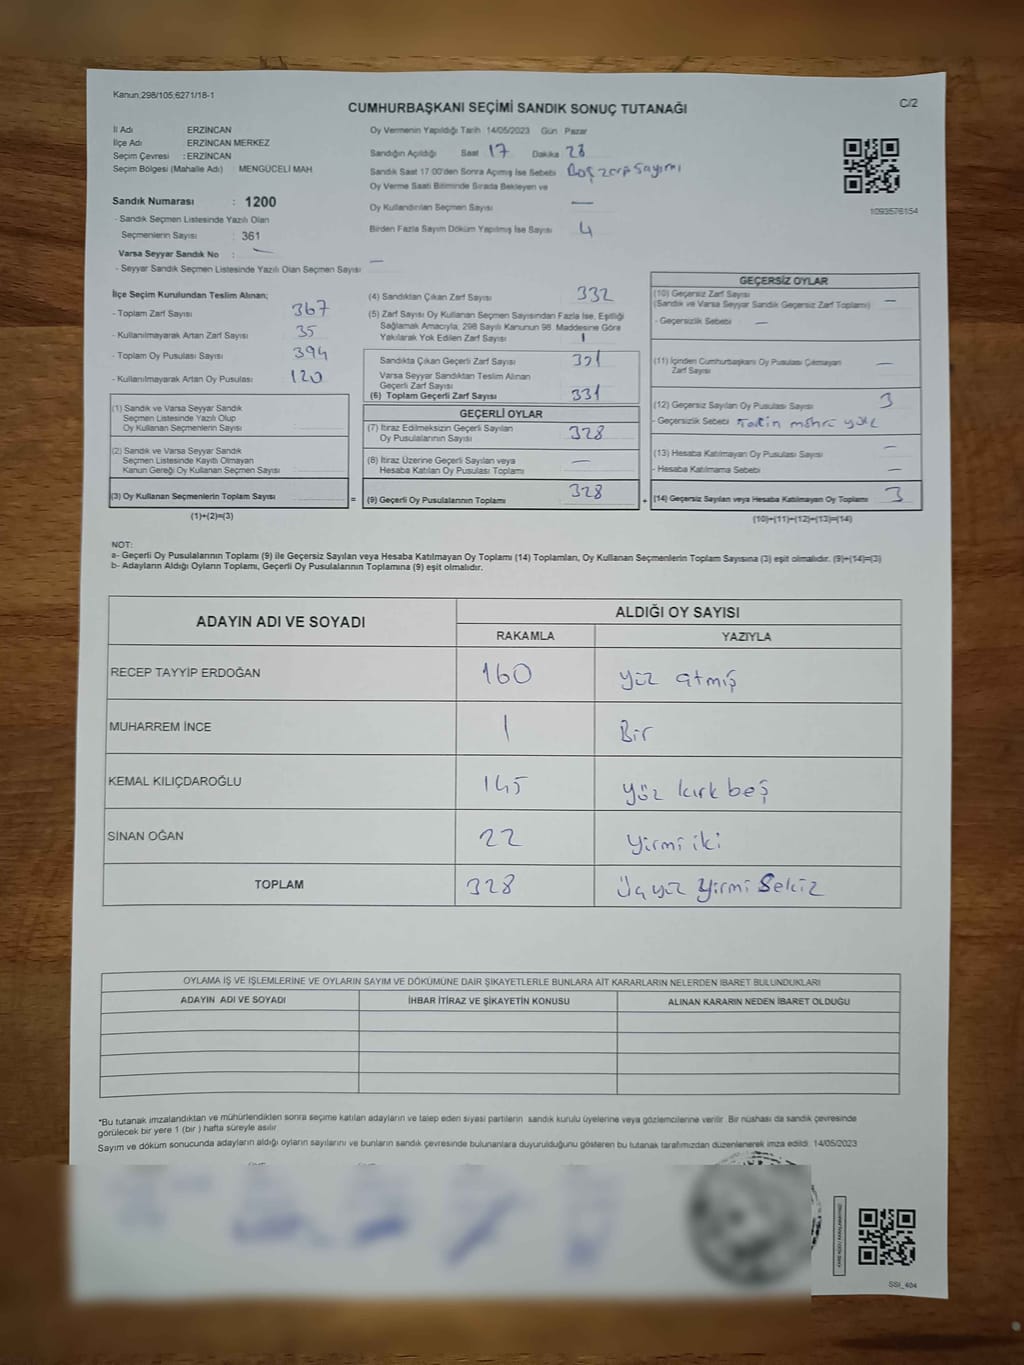 Kanun;298/105;6271/18-1
CUMHURBAŞKANI SEÇİMİ SANDIK SONUÇ TUTANAĞI
C/2
İl Adı ERZİNCAN
İlçe Adı ERZİNCAN MERKEZ
Seçim Çevresi : ERZİNCAN
Seçim Bölgesi (Mahalle Adı) : MENGÜCELİ MAH
Sandık Numarası : 1200
- Sandık Seçmen Listesinde Yazılı Olan
Seçmenlerin Sayısı : 361
Varsa Seyyar Sandık No : —
- Seyyar Sandık Seçmen Listesinde Yazılı Olan Seçmen Sayısı —
Oy Vermenin Yapıldığı Tarih 14/05/2023 Gün Pazar
Sandığın Açıldığı Saat 17 Dakika 28
Sandık Saat 17:00'den Sonra Açımış İse Sebebi Boş zarf sayımı
Oy Verme Saati Bitiminde Sırada Bekleyen ve
Oy Kullandırılan Seçmen Sayısı —
Birden Fazla Sayım Döküm Yapılmış İse Sayısı 4
1093576154
İlçe Seçim Kurulundan Teslim Alınan;
- Toplam Zarf Sayısı 367
- Kullanılmayarak Artan Zarf Sayısı 35
- Toplam Oy Pusulası Sayısı 394
- Kullanılmayarak Artan Oy Pusulası 120
(1) Sandık ve Varsa Seyyar Sandık
Seçmen Listesinde Yazılı Olup
Oy Kullanan Seçmenlerin Sayısı
(2) Sandık ve Varsa Seyyar Sandık
Seçmen Listesinde Kayıtlı Olmayan
Kanun Gereği Oy Kullanan Seçmen Sayısı
(3) Oy Kullanan Seçmenlerin Toplam Sayısı
(1)+(2)=(3)
(4) Sandıktan Çıkan Zarf Sayısı 332
(5) Zarf Sayısı Oy Kullanan Seçmen Sayısından Fazla İse, Eşitliği
Sağlamak Amacıyla, 298 Sayılı Kanunun 98. Maddesine Göre
Yakılarak Yok Edilen Zarf Sayısı 1
Sandıkta Çıkan Geçerli Zarf Sayısı 331
Varsa Seyyar Sandıktan Teslim Alınan
Geçerli Zarf Sayısı
(6) Toplam Geçerli Zarf Sayısı 331
GEÇERLİ OYLAR
(7) İtiraz Edilmeksizin Geçerli Sayılan
Oy Pusulalarının Sayısı 328
(8) İtiraz Üzerine Geçerli Sayılan veya
Hesaba Katılan Oy Pusulası Toplamı —
= (9) Geçerli Oy Pusulalarının Toplamı 328
GEÇERSİZ OYLAR
(10) Geçersiz Zarf Sayısı
(Sandık ve Varsa Seyyar Sandık Geçersiz Zarf Toplamı) —
- Geçersizlik Sebebi —
(11) İçinden Cumhurbaşkanı Oy Pusulası Çıkmayan
Zarf Sayısı —
(12) Geçersiz Sayılan Oy Pusulası Sayısı 3
- Geçersizlik Sebebi
(13) Hesaba Katılmayan Oy Pusulası Sayısı —
- Hesaba Katılmama Sebebi —
+ (14) Geçersiz Sayılan veya Hesaba Katılmayan Oy Toplamı 3
(10)+(11)+(12)+(13)=(14)
NOT:
a- Geçerli Oy Pusulalarının Toplamı (9) ile Geçersiz Sayılan veya Hesaba Katılmayan Oy Toplamı (14) Toplamları, Oy Kullanan Seçmenlerin Toplam Sayısına (3) eşit olmalıdır. (9)+(14)=(3)
b- Adayların Aldığı Oyların Toplamı, Geçerli Oy Pusulalarının Toplamına (9) eşit olmalıdır.
ADAYIN ADI VE SOYADI ALDIĞI OY SAYISI
RAKAMLA YAZIYLA
RECEP TAYYİP ERDOĞAN 160 yüz atmış
MUHARREM İNCE 1 Bir
KEMAL KILIÇDAROĞLU 145 yüz kırk beş
SİNAN OĞAN 22 yirmi iki
TOPLAM 328 Üçyüz Yirmi Sekiz
OYLAMA İŞ VE İŞLEMLERİNE VE OYLARIN SAYIM VE DÖKÜMÜNE DAİR ŞİKAYETLERLE BUNLARA AİT KARARLARIN NELERDEN İBARET BULUNDUKLARI
ADAYIN ADI VE SOYADI İHBAR İTİRAZ VE ŞİKAYETİN KONUSU ALINAN KARARIN NEDEN İBARET OLDUĞU
*Bu tutanak imzalandıktan ve mühürlendikten sonra seçime katılan adayların ve talep eden siyasi partilerin sandık kurulu üyelerine veya gözlemcilerine verilir. Bir nüshası da sandık çevresinde
görülecek bir yere 1 (bir ) hafta süreyle asılır.
Sayım ve döküm sonucunda adayların aldığı oyların sayılarını ve bunların sandık çevresinde bulunanlara duyurulduğunu gösteren bu tutanak tarafımızdan düzenlenerek imza edildi. 14/05/2023
SSI_404